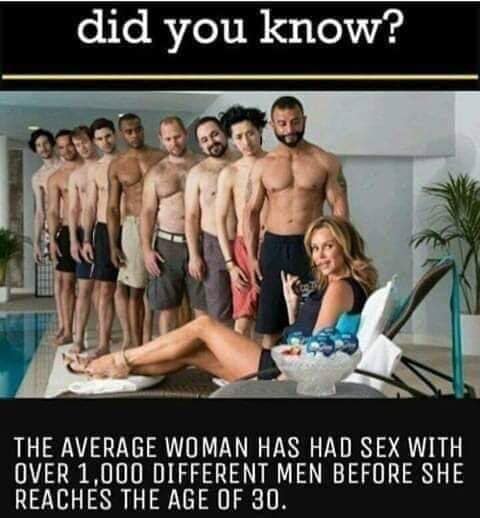 did you know?
THE AVERAGE WOMAN HAS HAD SEX WITH
OVER 1,000 DIFFERENT MEN BEFORE SHE
REACHES THE AGE OF 30.